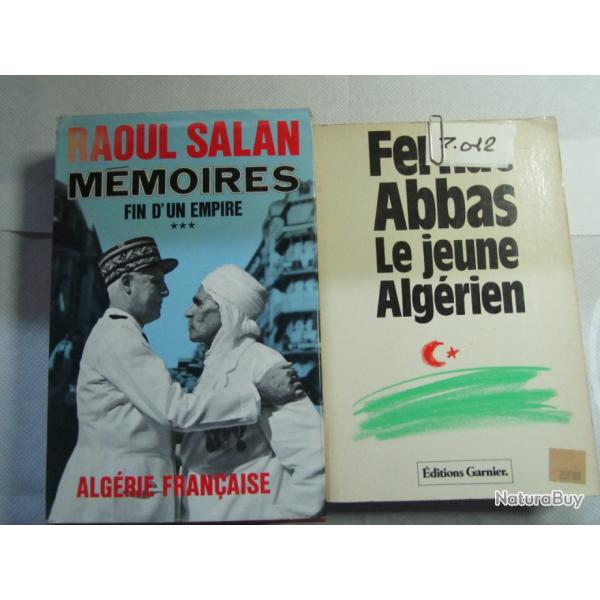 RAOUL SALAN
MÉMOIRES
FIN D'UN EMPIRE
★★★
ALGÉRIE FRANÇAISE
7.012
Abbas
Le jeune
Algérien
Éditions Garnier.
NaturaBuy